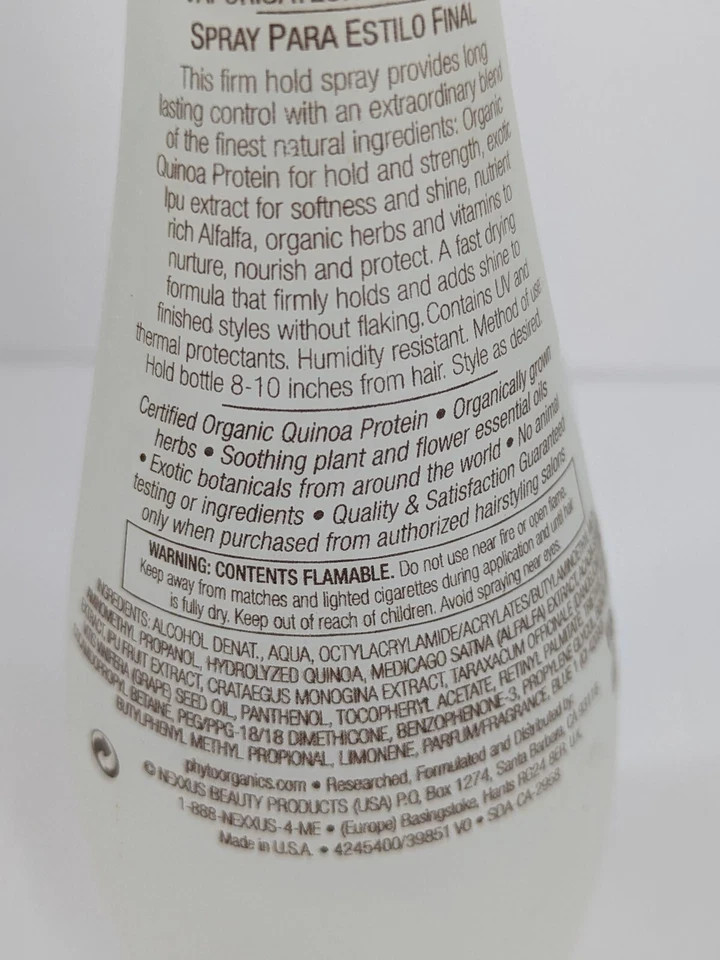 SPRAY PARA ESTILO FINAL
This firm hold spray provides long
lasting control with an extraordinary blend
of the finest natural ingredients: Organic
Quinoa Protein for hold and strength, exotic
Ipu extract for softness and shine, nutrient
rich Alfalfa, organic herbs and vitamins to
nurture, nourish and protect. A fast drying
formula that firmly holds and adds shine to
finished styles without flaking. Contains UV and
thermal protectants. Humidity resistant. Method of use:
Hold bottle 8-10 inches from hair. Style as desired.
Certified Organic Quinoa Protein • Organically grown
herbs • Soothing plant and flower essential oils
• Exotic botanicals from around the world • No animal
testing or ingredients • Quality & Satisfaction Guaranteed
only when purchased from authorized hairstyling salons.
WARNING: CONTENTS FLAMMABLE. Do not use near fire or open flame.
Keep away from matches and lighted cigarettes during application and until hair
is fully dry. Keep out of reach of children. Avoid spraying near eyes.
INGREDIENTS: ALCOHOL DENAT., AQUA, OCTYLACRYLAMIDE/ACRYLATES/BUTYLAMINOETHYL
AMINOMETHYL PROPANOL, HYDROLYZED QUINOA, MEDICAGO SATIVA (ALFALFA) EXTRACT,
EXTRACT, IPU FRUIT EXTRACT, CRATAEGUS MONOGINA EXTRACT, TARAXACUM OFFICINALE
VITIS VINIFERA (GRAPE) SEED OIL, PANTHENOL, TOCOPHERYL ACETATE, RETINYL PALMITATE,
BETAINE, PEG/PPG-18/18 DIMETHICONE, BENZOPHENONE-3, PROPYLENE GLYCOL,
BUTYLPHENYL METHYL PROPIONAL, LIMONENE, PARFUM/FRAGRANCE, BLUE 1
phytoorganics.com • Researched, Formulated and Distributed by:
© NEXXUS BEAUTY PRODUCTS (USA) P.O. Box 1274, Santa Barbara, CA
1-888-NEXXUS-4-ME • (Europe) Basingstoke, Hants RG24 8ER, U.K.
Made in U.S.A. • 4245400/39851 V0 • SDA CA-2968